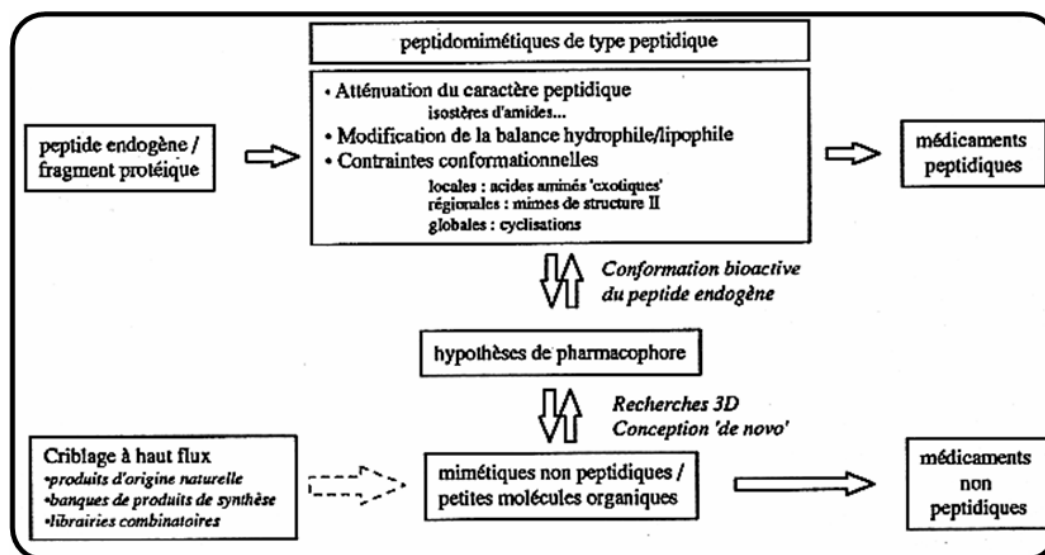 peptidomimétiques de type peptidique
• Atténuation du caractère peptidique
isostères d'amides...
• Modification de la balance hydrophile/lipophile
• Contraintes conformationnelles
locales : acides aminés 'exotiques'
régionales : mimes de structure II
globales : cyclisations
peptide endogène /
fragment protéique
médicaments
peptidiques
Conformation bioactive
du peptide endogène
hypothèses de pharmacophore
Recherches 3D
Conception 'de novo'
Criblage à haut flux
•produits d'origine naturelle
•banques de produits de synthèse
•librairies combinatoires
mimétiques non peptidiques /
petites molécules organiques
médicaments
non
peptidiques